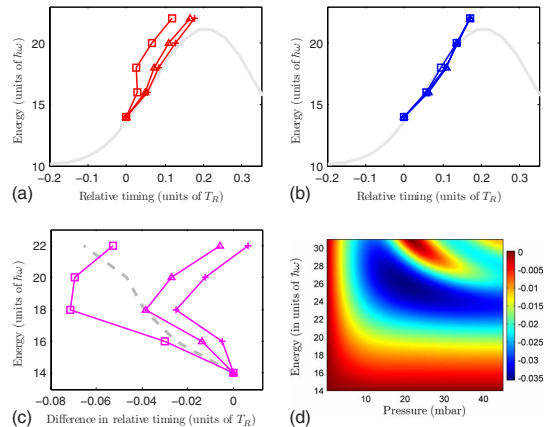 Energy (units of ħω)
20
15
10
-0.2 -0.1 0 0.1 0.2 0.3
(a)
Relative timing (units of T_R)
Energy (units of ħω)
20
15
10
-0.2 -0.1 0 0.1 0.2 0.3
(b)
Relative timing (units of T_R)
Energy (units of ħω)
22
20
18
16
14
-0.08 -0.06 -0.04 -0.02 0
(c)
Difference in relative timing (units of T_R)
Energy (in units of ħω)
30
28
26
24
22
20
18
16
14
10 20 30 40
(d)
Pressure (mbar)
0
-0.005
-0.01
-0.015
-0.02
-0.025
-0.03
-0.035